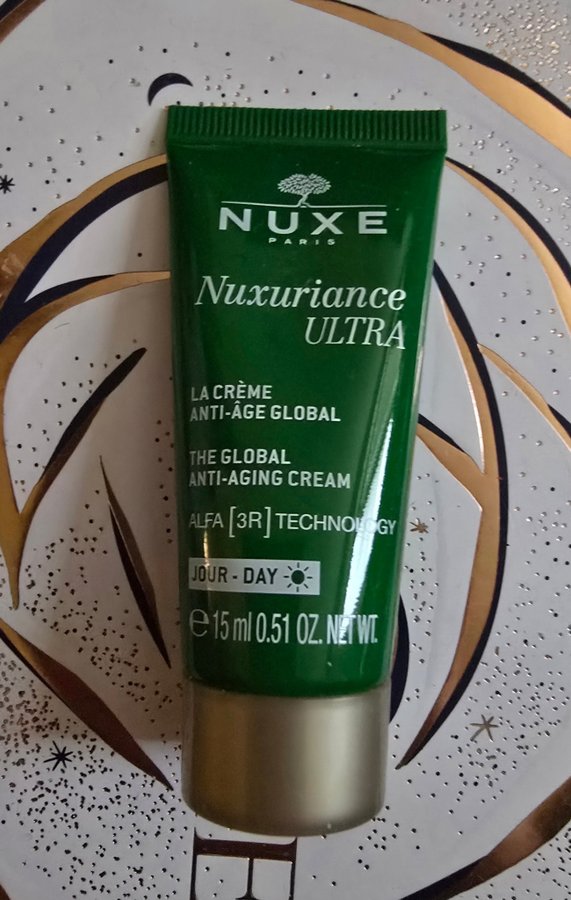 NUXE
PARIS
Nuxuriance
ULTRA
LA CRÈME
ANTI-ÂGE GLOBAL
THE GLOBAL
ANTI-AGING CREAM
ALFA [3R] TECHNOLOGY
JOUR - DAY
℮ 15 ml 0.51 OZ. NET WT.